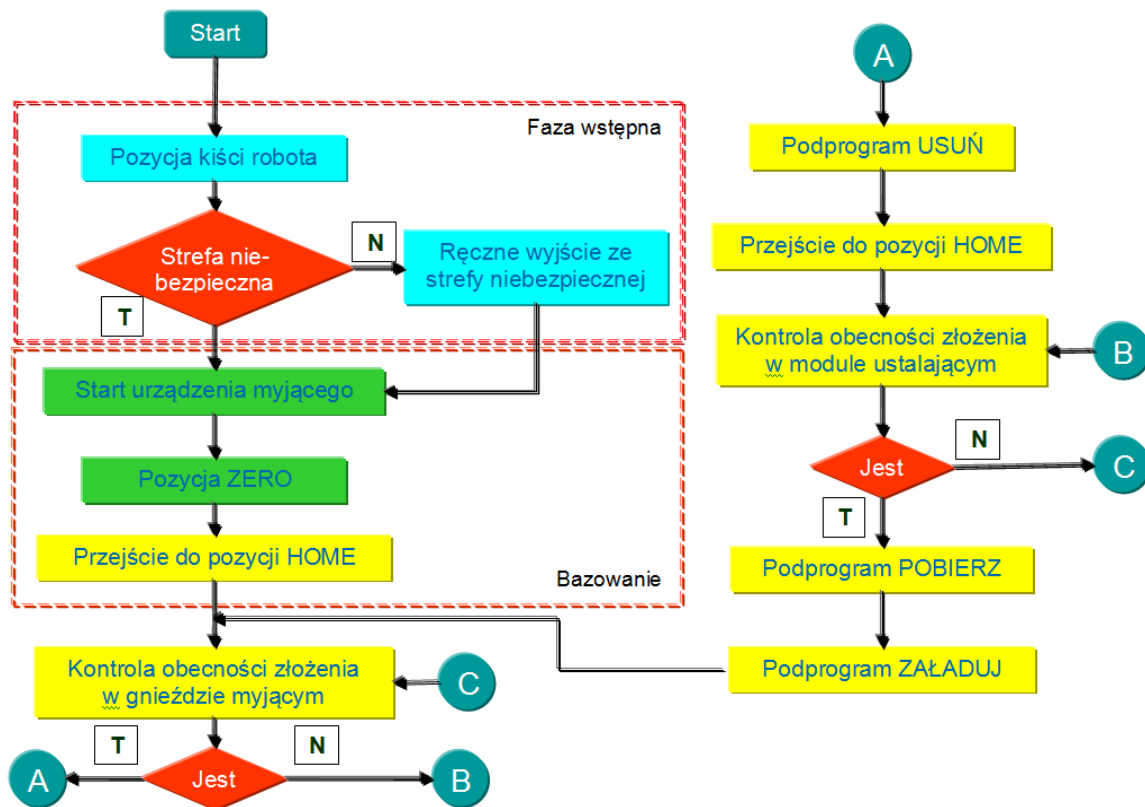 Start
Faza wstępna
Pozycja kiści robota
Strefa nie-
bezpieczna
N
Ręczne wyjście ze
strefy niebezpiecznej
T
Start urządzenia myjącego
Pozycja ZERO
Przejście do pozycji HOME
Bazowanie
Kontrola obecności złożenia
w gnieździe myjącym
C
T
N
A
Jest
B
A
Podprogram USUŃ
Przejście do pozycji HOME
Kontrola obecności złożenia
w module ustalającym
B
N
Jest
C
T
Podprogram POBIERZ
Podprogram ZAŁADUJ